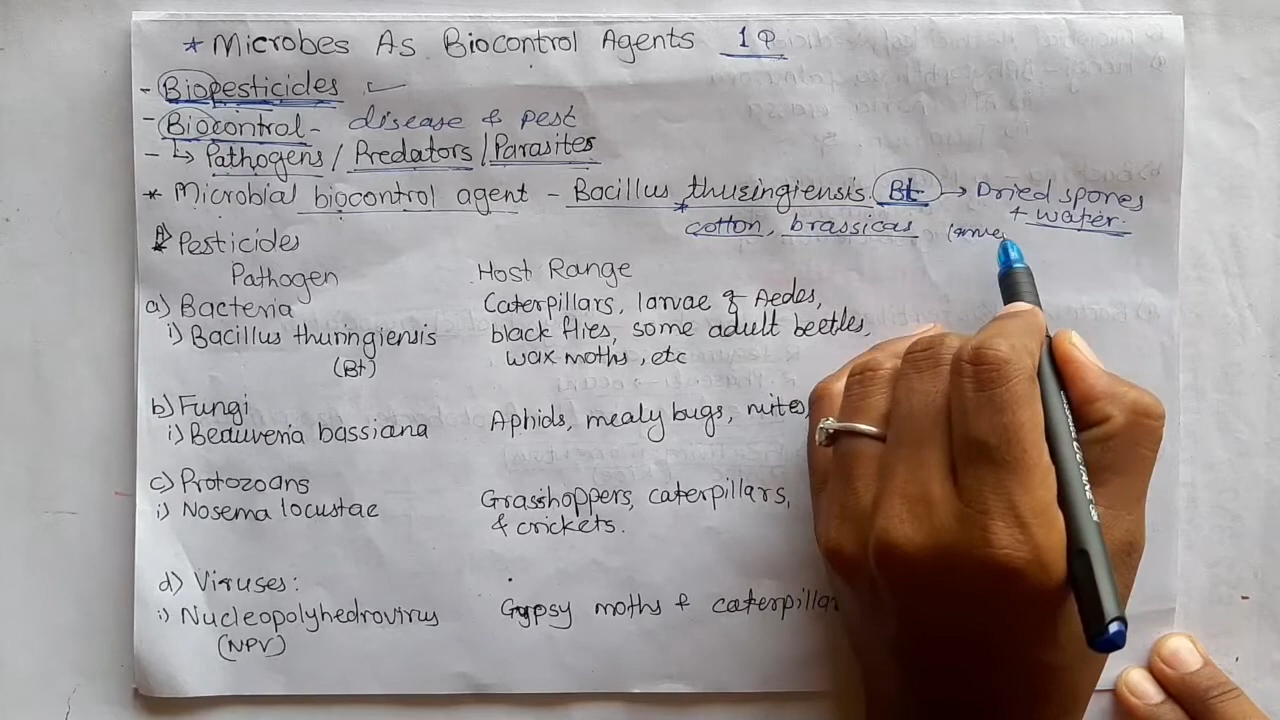 * Microbes As Biocontrol Agents 1Q
- Biopesticides
- Biocontrol - disease & pest
- ↳ Pathogens / Predators / Parasites
* Microbial biocontrol agent - Bacillus thuringiensis. Bt → Dried spores
+ water.
* cotton, brassicas (larvae
Pesticides
Pathogen Host Range
a) Bacteria Caterpillars, larvae of Aedes,
i) Bacillus thuringiensis black flies, some adult beetles,
(Bt) wax moths, etc
b) Fungi
i) Beauveria bassiana Aphids, mealy bugs, mites,
c) Protozoans
i) Nosema locustae Grasshoppers, caterpillars,
& crickets.
d) Viruses:
i) Nucleopolyhedrovirus Gypsy moths & caterpillar
(NPV)